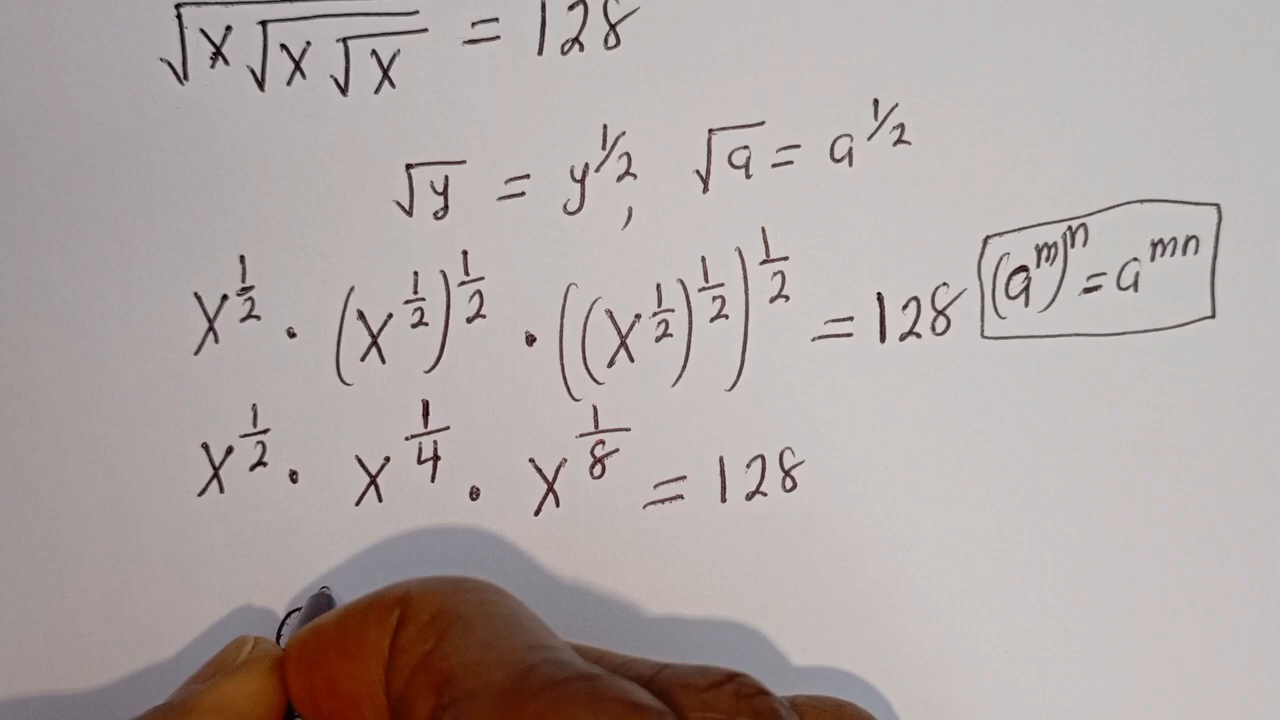 √(x√(x√x)) = 128
√y = y^1/2, √a = a^1/2
x^1/2 · (x^1/2)^1/2 · ((x^1/2)^1/2)^1/2 = 128 (a^m)^n = a^mn
x^1/2 · x^1/4 · x^1/8 = 128